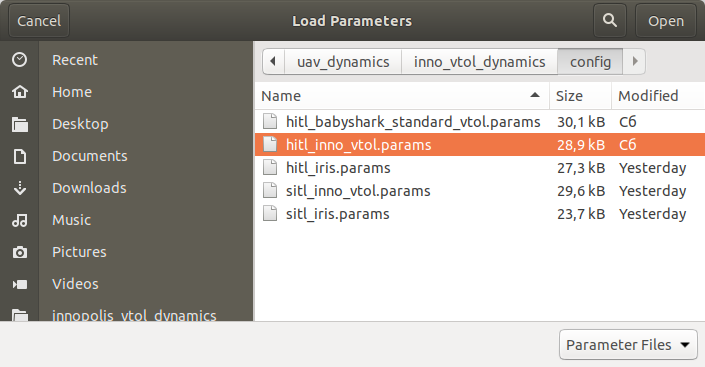 Cancel Load Parameters Open
Recent
Home
Desktop
Documents
Downloads
Music
Pictures
Videos
innopolis_vtol_dynamics
uav_dynamics inno_vtol_dynamics config
Name Size Modified
hitl_babyshark_standard_vtol.params 30,1 kB Сб
hitl_inno_vtol.params 28,9 kB Сб
hitl_iris.params 27,3 kB Yesterday
sitl_inno_vtol.params 29,6 kB Yesterday
sitl_iris.params 23,7 kB Yesterday
Parameter Files